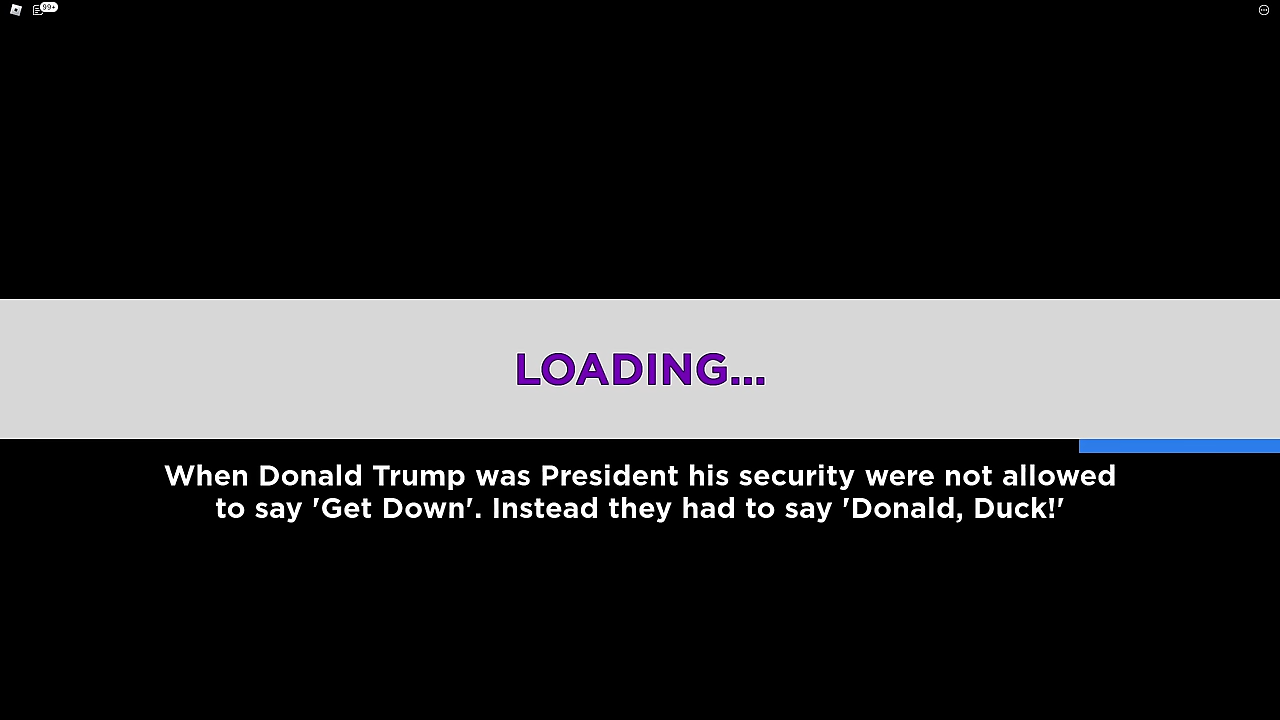 99+
LOADING...
When Donald Trump was President his security were not allowed
to say 'Get Down'. Instead they had to say 'Donald, Duck!'